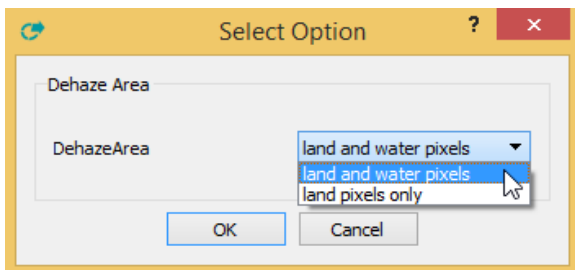 Select Option ? ×
Dehaze Area
DehazeArea land and water pixels
land and water pixels
land pixels only
OK Cancel